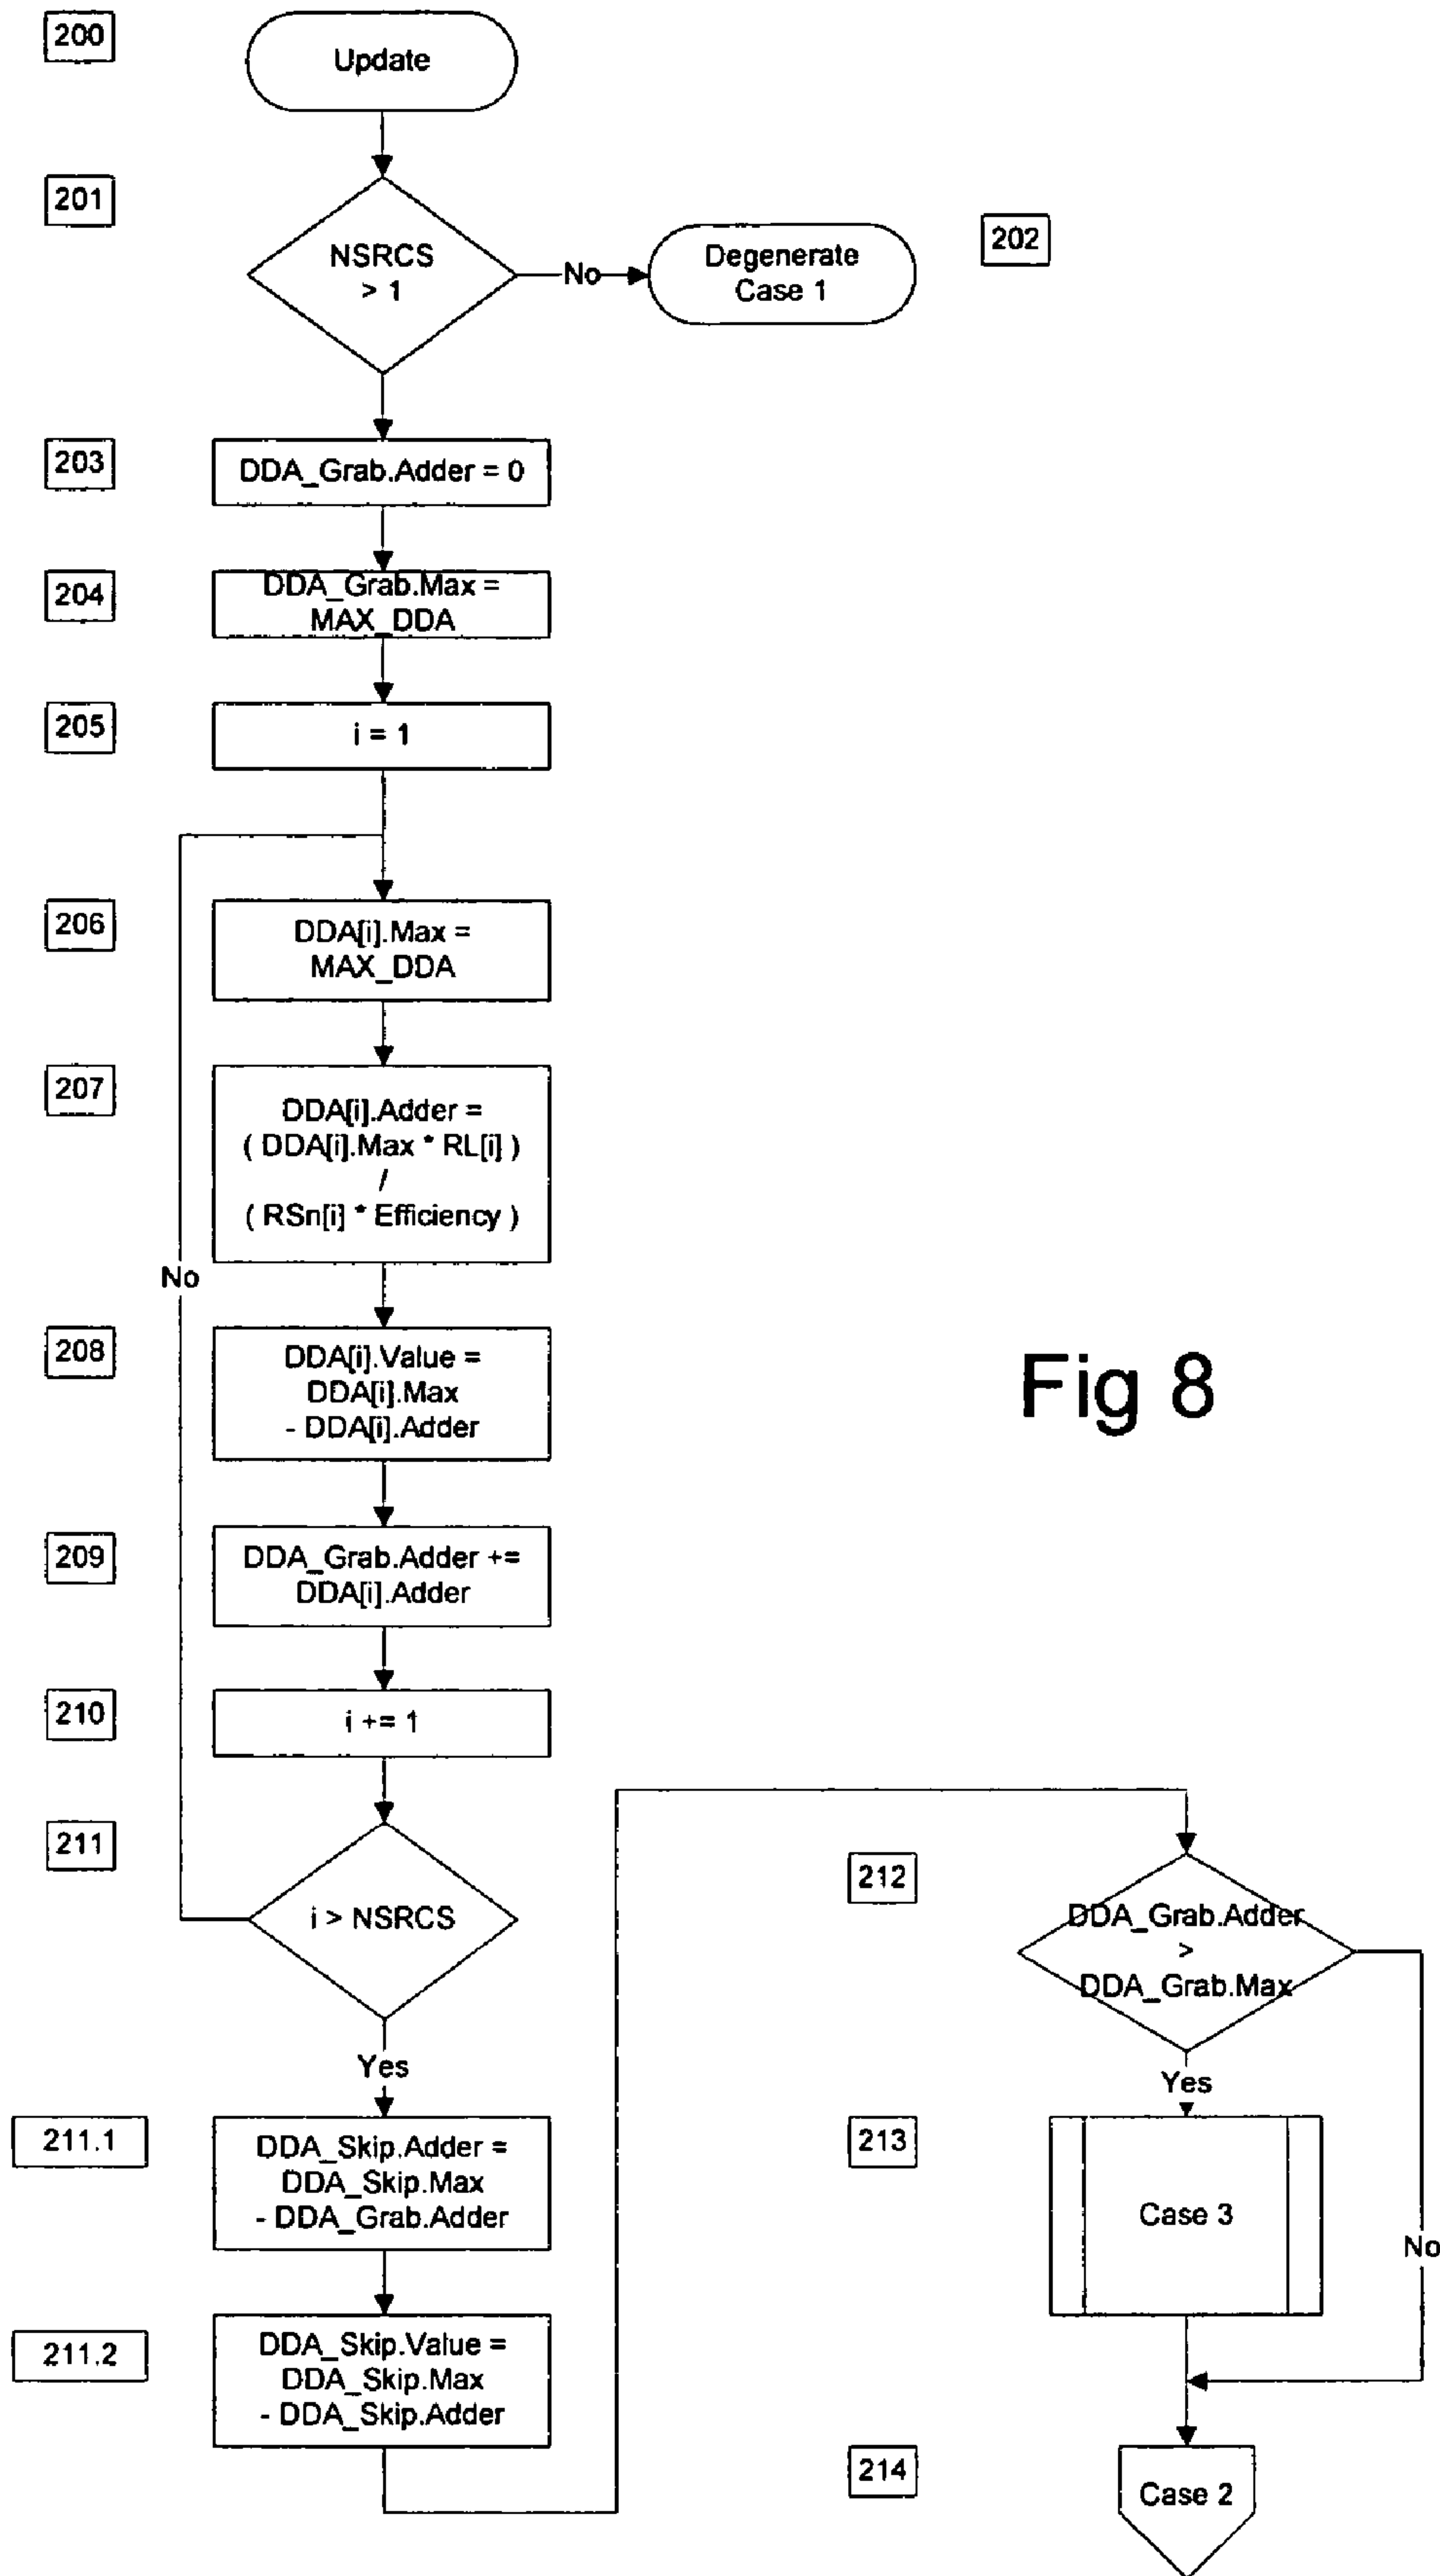 200
Update
201
NSRCS
> 1
No
Degenerate
Case 1
202
203
DDA_Grab.Adder = 0
204
DDA_Grab.Max =
MAX_DDA
205
i = 1
206
DDA[i].Max =
MAX_DDA
207
DDA[i].Adder =
( DDA[i].Max * RL[i] )
/
( RSn[i] * Efficiency )
No
208
DDA[i].Value =
DDA[i].Max
- DDA[i].Adder
Fig 8
209
DDA_Grab.Adder +=
DDA[i].Adder
210
i += 1
211
i > NSRCS
Yes
211.1
DDA_Skip.Adder =
DDA_Skip.Max
- DDA_Grab.Adder
211.2
DDA_Skip.Value =
DDA_Skip.Max
- DDA_Skip.Adder
212
DDA_Grab.Adder
>
DDA_Grab.Max
Yes
213
Case 3
No
214
Case 2